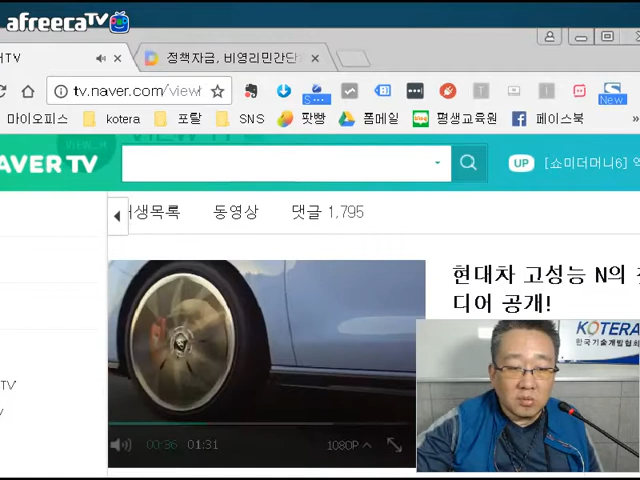 afreecaTV
TV
정책자금, 비영리민간단
tv.naver.com/view
S...
New
마이오피스 kotera 포탈 SNS 팟빵 폼메일 평생교육원 페이스북 »
NAVER TV
UP [쇼미더머니6]
재생목록 동영상 댓글 1,795
현대차 고성능 N의
디어 공개!
KOTERA
한국기술개발협회
TV
00:36 01:31 1080P